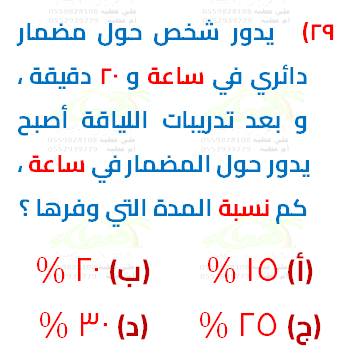 ٢٩) يدور شخص حول مضمار
دائري في ساعة و ٢٠ دقيقة ،
و بعد تدريبات اللياقة أصبح
يدور حول المضمار في ساعة ،
كم نسبة المدة التي وفرها ؟
(أ) ١٥ % (ب) ٢٠ %
(ج) ٢٥ % (د) ٣٠ %